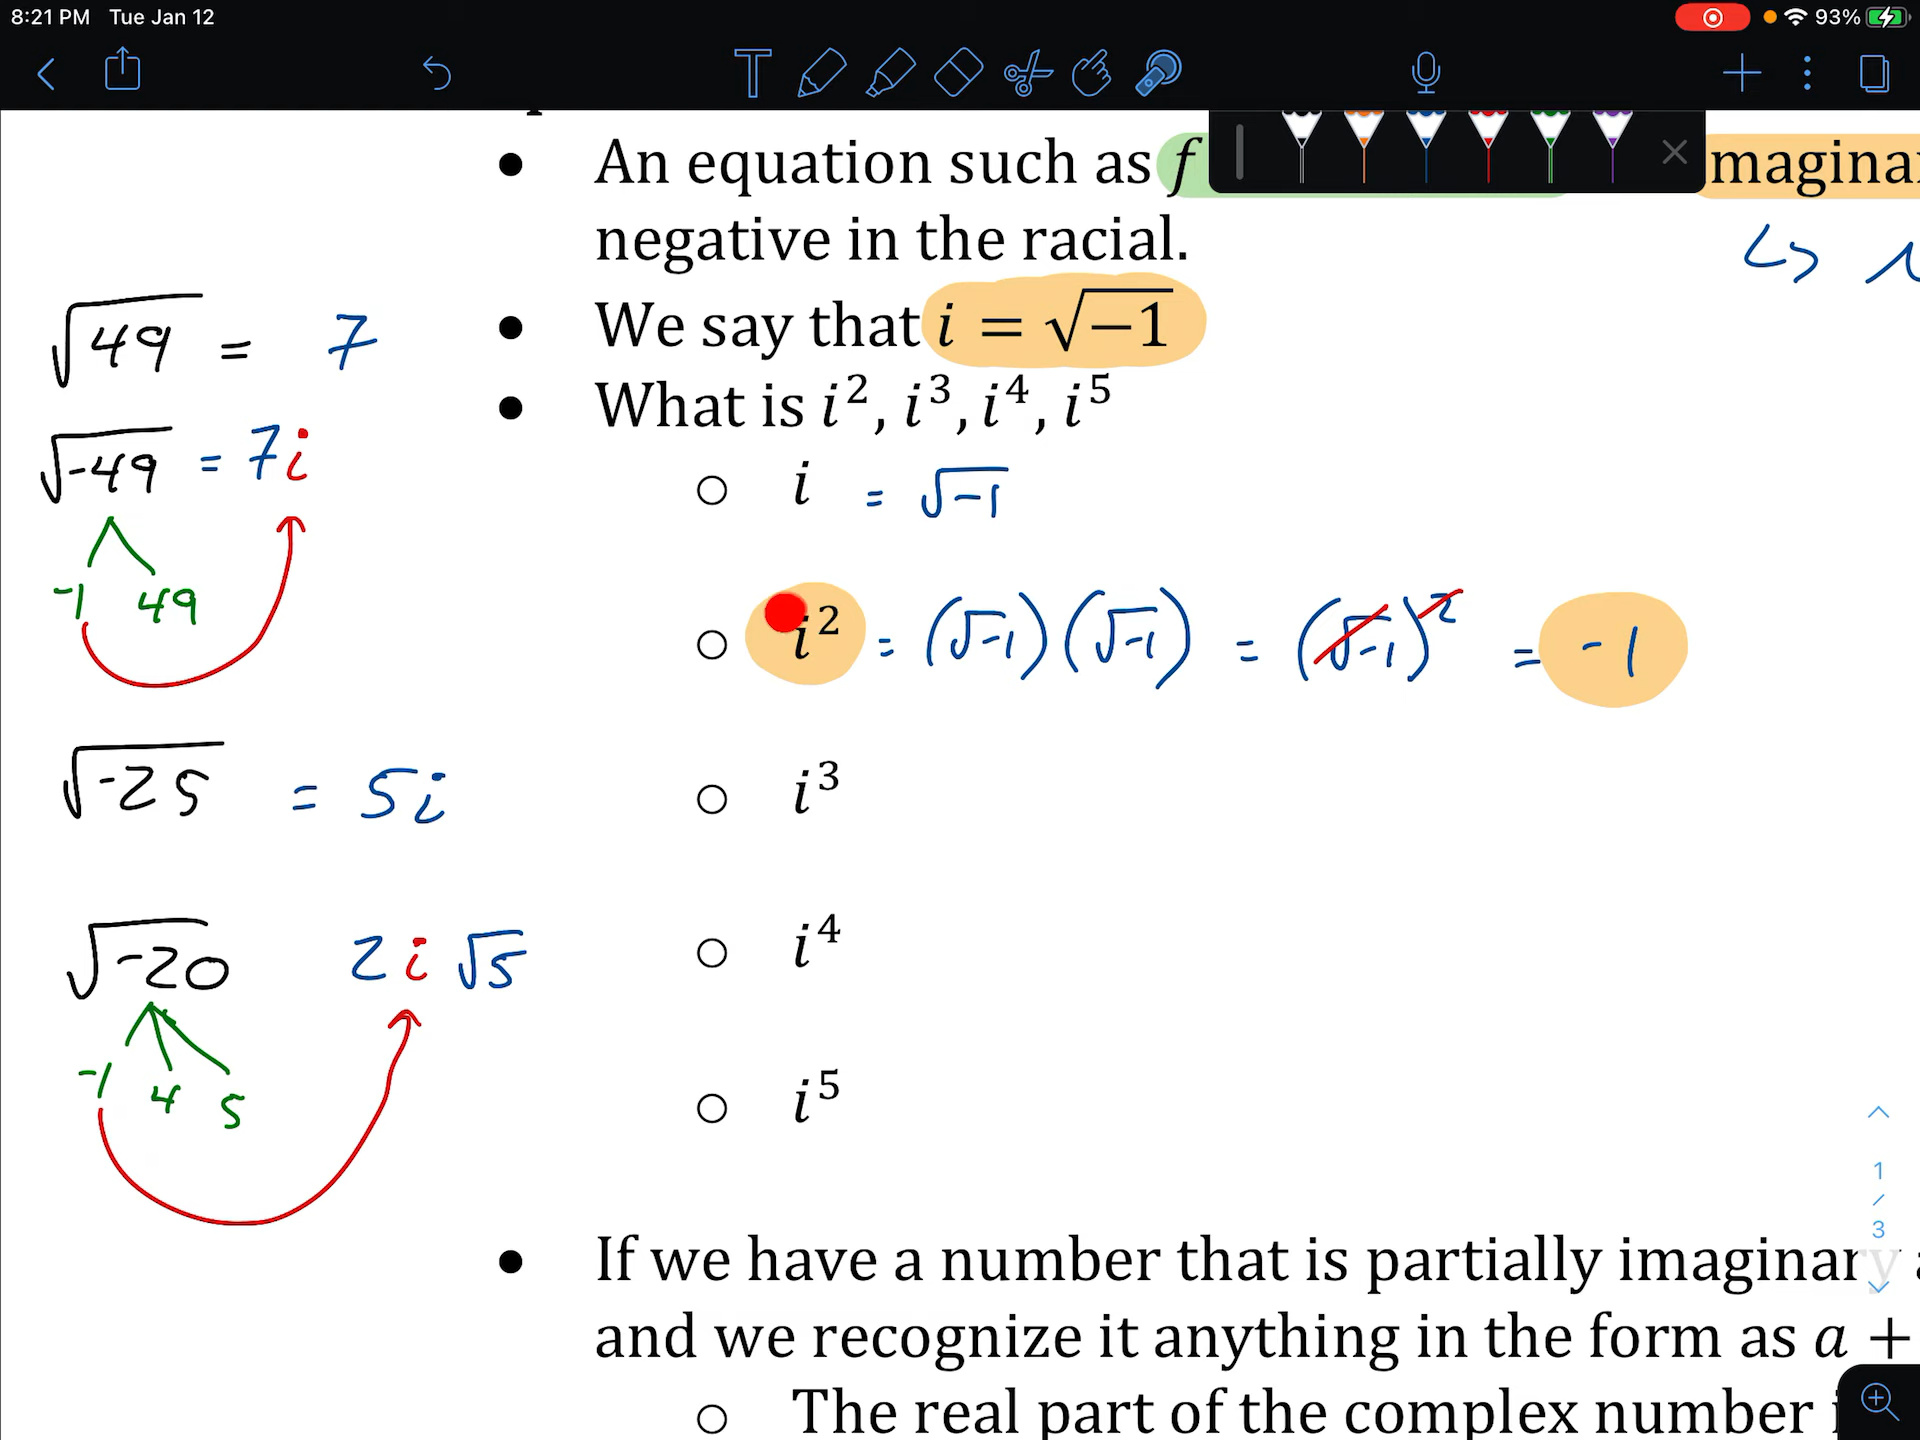 8:21 PM Tue Jan 12
93%
An equation such as f
maginar
negative in the racial.
√49 = 7
We say that i = √−1
What is i², i³, i⁴, i⁵
√-49 = 7i
i = √-1
-1 49
i² = (√-1)(√-1) = (√-1)² = -1
√-25 = 5i
i³
√-20 2i√5
i⁴
-1 4 5
i⁵
1
/
3
If we have a number that is partially imaginary
and we recognize it anything in the form as a +
The real part of the complex number